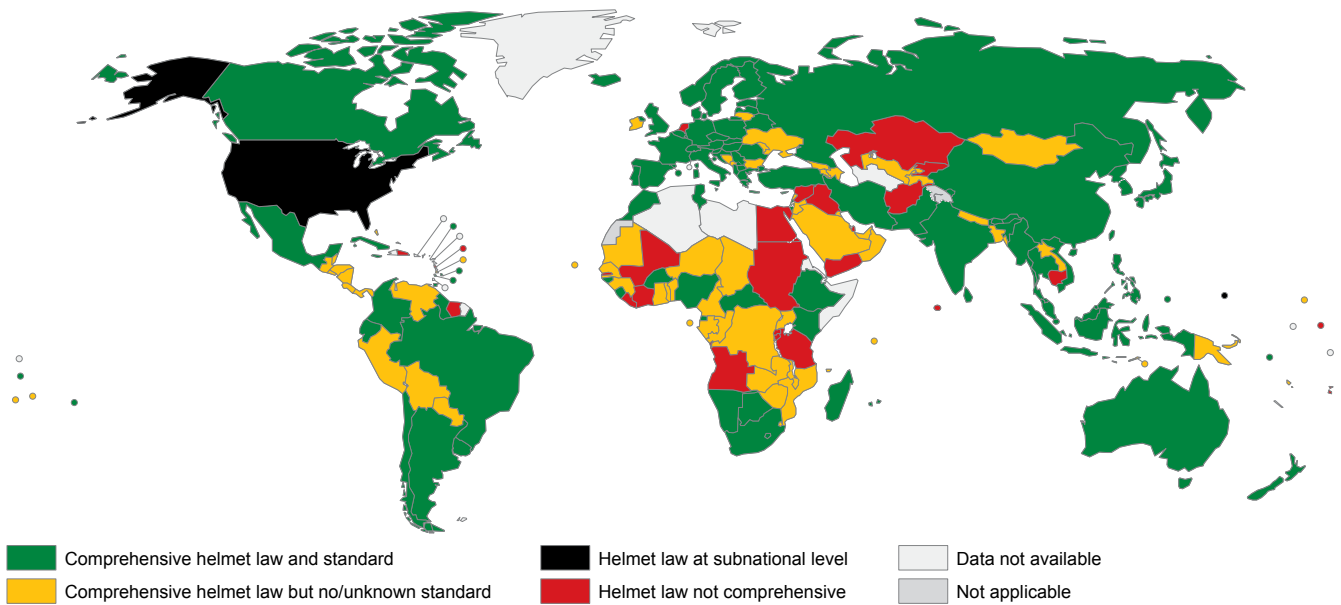 Comprehensive helmet law and standard
Comprehensive helmet law but no/unknown standard
Helmet law at subnational level
Helmet law not comprehensive
Data not available
Not applicable